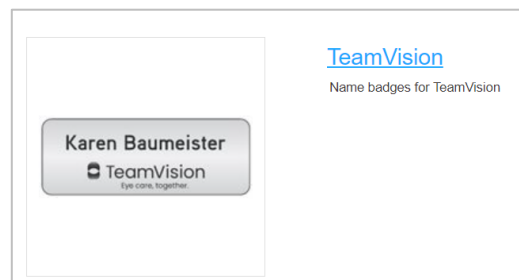 TeamVision
Name badges for TeamVision
Karen Baumeister
TeamVision
Eye care, together.